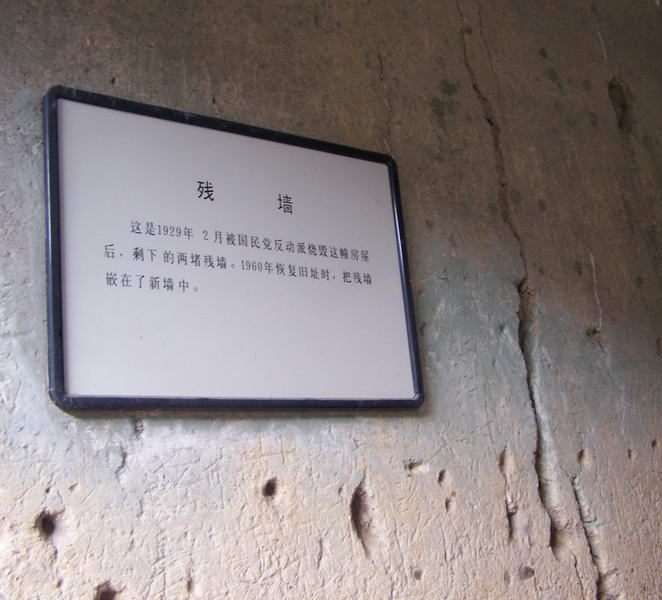 残 墙
这是1929年 2月被国民党反动派烧毁这幢房屋
后，剩下的两堵残墙。1960年恢复旧址时，把残墙
嵌在了新墙中。